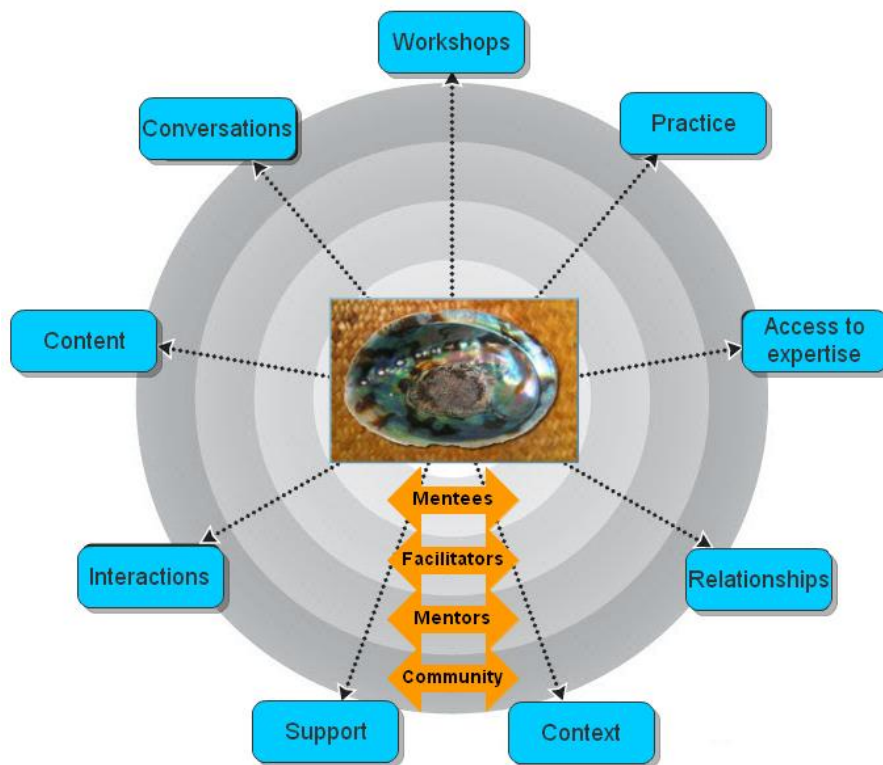 Workshops
Conversations
Practice
Content
Access to
expertise
Mentees
Interactions
Facilitators
Relationships
Mentors
Community
Support
Context